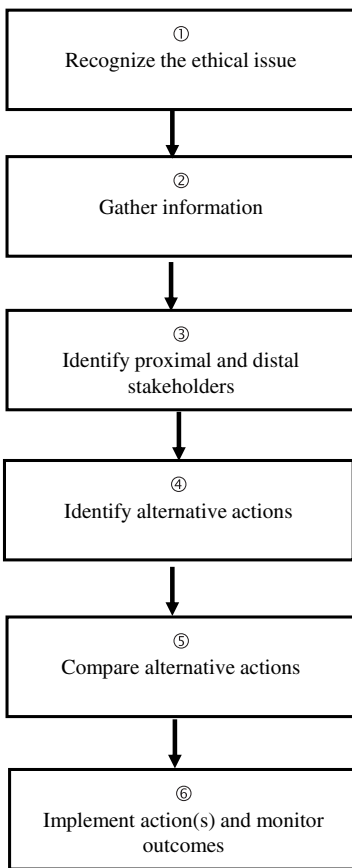 ①
Recognize the ethical issue
②
Gather information
③
Identify proximal and distal
stakeholders
④
Identify alternative actions
⑤
Compare alternative actions
⑥
Implement action(s) and monitor
outcomes